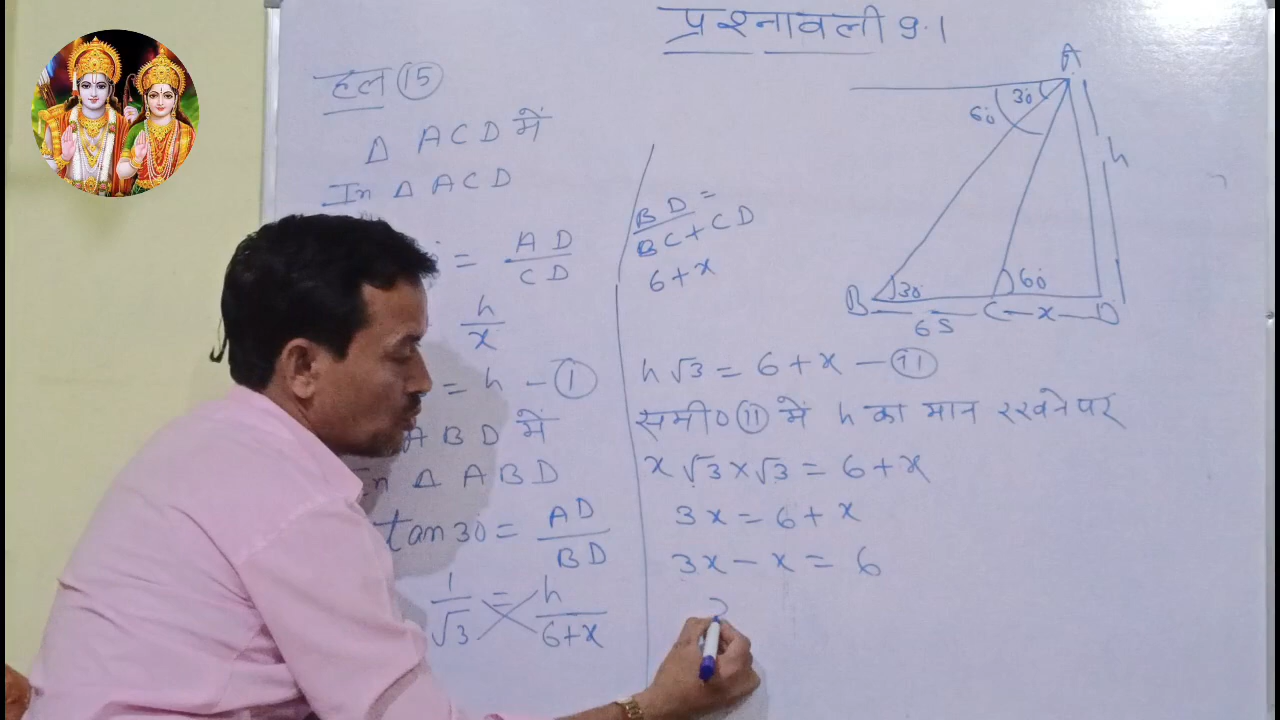 प्रश्नावली 9.1
हल 15
Δ ACD में
In Δ ACD
= AD/CD
h/x
= h - 1
ABD में
In Δ ABD
tan 30 = AD/BD
1/√3 = h/6+x
BD =
BC + CD
6 + x
h√3 = 6 + x - 11
समी० 11 में h का मान रखने पर
x√3 × √3 = 6 + x
3x = 6 + x
3x - x = 6
A
30
60
h
B 30 60
C x D
6S